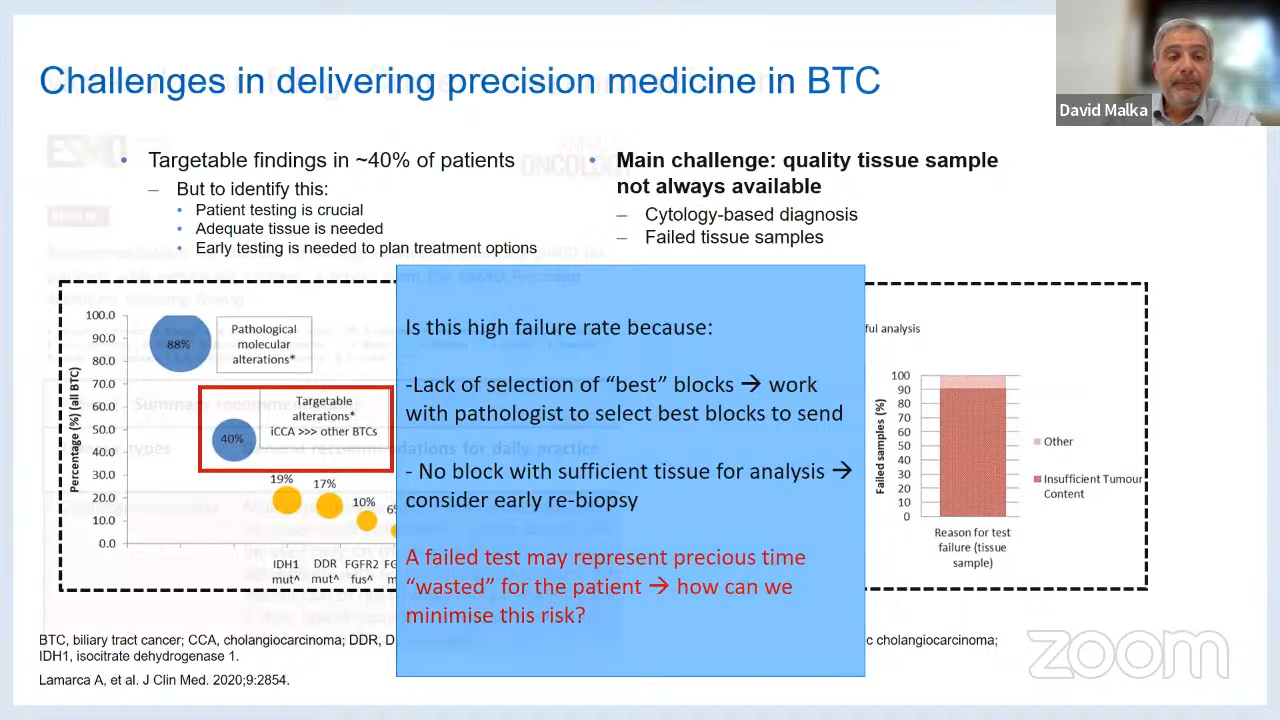 Challenges in delivering precision medicine in BTC
David Malka
• Targetable findings in ~40% of patients
– But to identify this:
• Patient testing is crucial
• Adequate tissue is needed
• Early testing is needed to plan treatment options
• Main challenge: quality tissue sample
not always available
– Cytology-based diagnosis
– Failed tissue samples
ESMO
ONCOLOGY
Percentage (%) (all BTC)
100.0
90.0
80.0
70.0
60.0
50.0
40.0
30.0
20.0
10.0
0.0
88%
Pathological
molecular
alterations*
40%
Targetable
alterations*
iCCA >>> other BTCs
19%
17%
10%
IDH1
mut^
DDR
mut^
FGFR2
fus^
Is this high failure rate because:
-Lack of selection of “best” blocks → work
with pathologist to select best blocks to send
- No block with sufficient tissue for analysis →
consider early re-biopsy
A failed test may represent precious time
“wasted” for the patient → how can we
minimise this risk?
analysis
Failed samples (%)
100
90
80
70
60
50
40
30
20
10
0
Other
Insufficient Tumour
Content
Reason for test
failure (tissue
sample)
BTC, biliary tract cancer; CCA, cholangiocarcinoma; DDR, D
cholangiocarcinoma;
IDH1, isocitrate dehydrogenase 1.
Lamarca A, et al. J Clin Med. 2020;9:2854.
zoom